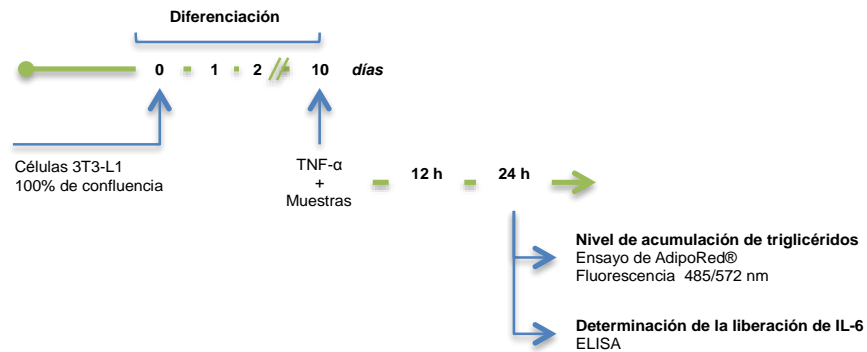 Diferenciación
0 1 2 10 días
Células 3T3-L1
100% de confluencia
TNF-α
+
Muestras
12 h 24 h
Nivel de acumulación de triglicéridos
Ensayo de AdipoRed®
Fluorescencia 485/572 nm
Determinación de la liberación de IL-6
ELISA